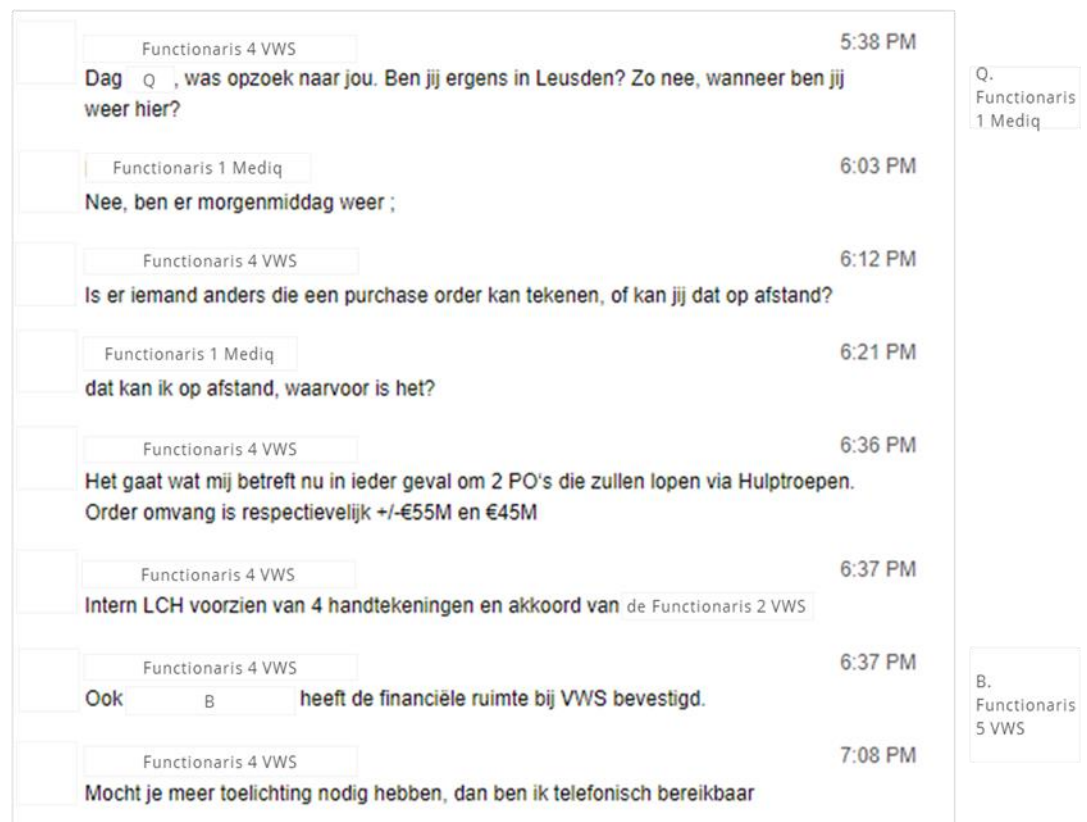 Functionaris 4 VWS 5:38 PM
Dag Q , was opzoek naar jou. Ben jij ergens in Leusden? Zo nee, wanneer ben jij
weer hier?
Q.
Functionaris
1 Mediq
Functionaris 1 Mediq 6:03 PM
Nee, ben er morgenmiddag weer ;
Functionaris 4 VWS 6:12 PM
Is er iemand anders die een purchase order kan tekenen, of kan jij dat op afstand?
Functionaris 1 Mediq 6:21 PM
dat kan ik op afstand, waarvoor is het?
Functionaris 4 VWS 6:36 PM
Het gaat wat mij betreft nu in ieder geval om 2 PO's die zullen lopen via Hulptroepen.
Order omvang is respectievelijk +/-€55M en €45M
Functionaris 4 VWS 6:37 PM
Intern LCH voorzien van 4 handtekeningen en akkoord van de Functionaris 2 VWS
Functionaris 4 VWS 6:37 PM
Ook B heeft de financiële ruimte bij VWS bevestigd.
B.
Functionaris
5 VWS
Functionaris 4 VWS 7:08 PM
Mocht je meer toelichting nodig hebben, dan ben ik telefonisch bereikbaar